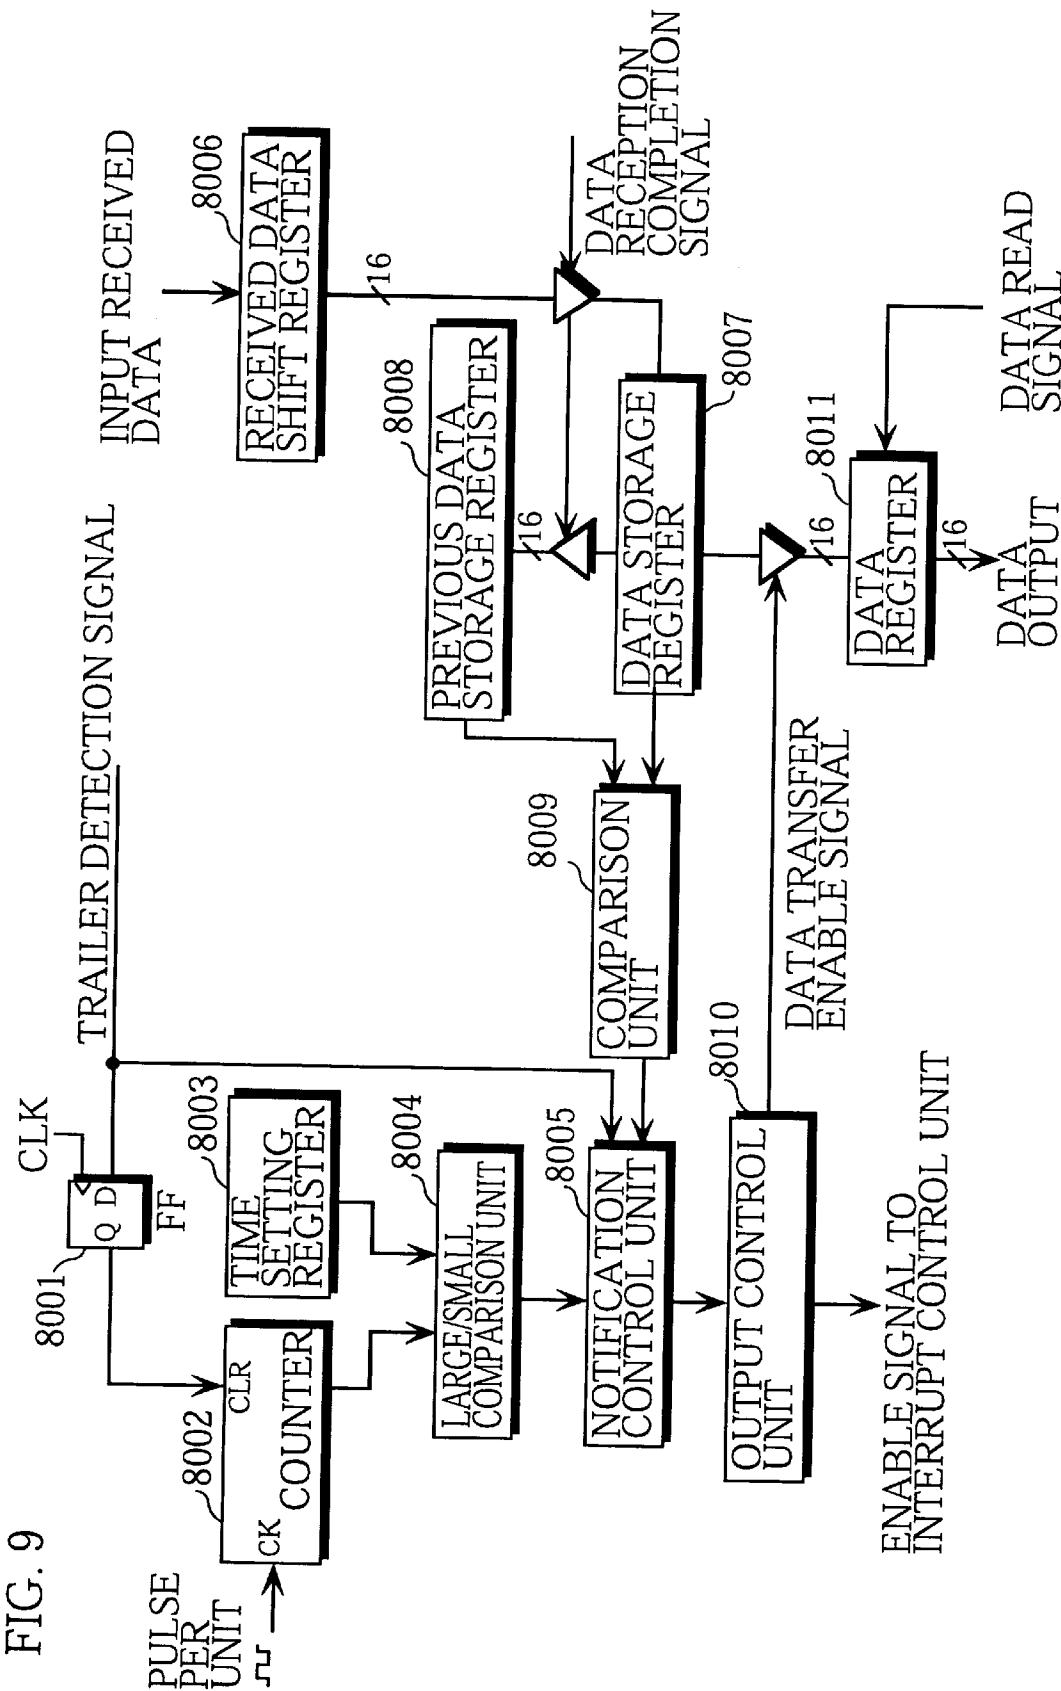 FIG. 9
PULSE
PER
UNIT
CK
CLR
COUNTER
8002
8001
Q D
FF
CLK
TRAILER DETECTION SIGNAL
TIME
SETTING
REGISTER
8003
LARGE/SMALL
COMPARISON UNIT
8004
NOTIFICATION
CONTROL UNIT
8005
OUTPUT CONTROL
UNIT
8010
ENABLE SIGNAL TO
INTERRUPT CONTROL UNIT
DATA TRANSFER
ENABLE SIGNAL
COMPARISON
UNIT
8009
INPUT RECEIVED
DATA
RECEIVED DATA
SHIFT REGISTER
8006
16
PREVIOUS DATA
STORAGE REGISTER
8008
16
DATA RECEPTION
COMPLETION
SIGNAL
DATA STORAGE
REGISTER
8007
16
DATA
REGISTER
8011
16
DATA
OUTPUT
DATA READ
SIGNAL